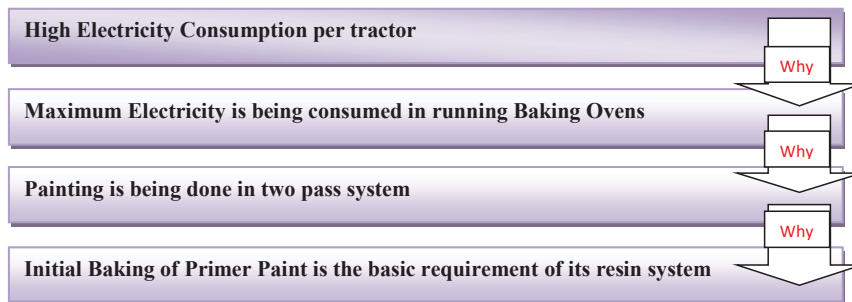 High Electricity Consumption per tractor
Why
Maximum Electricity is being consumed in running Baking Ovens
Why
Painting is being done in two pass system
Why
Initial Baking of Primer Paint is the basic requirement of its resin system